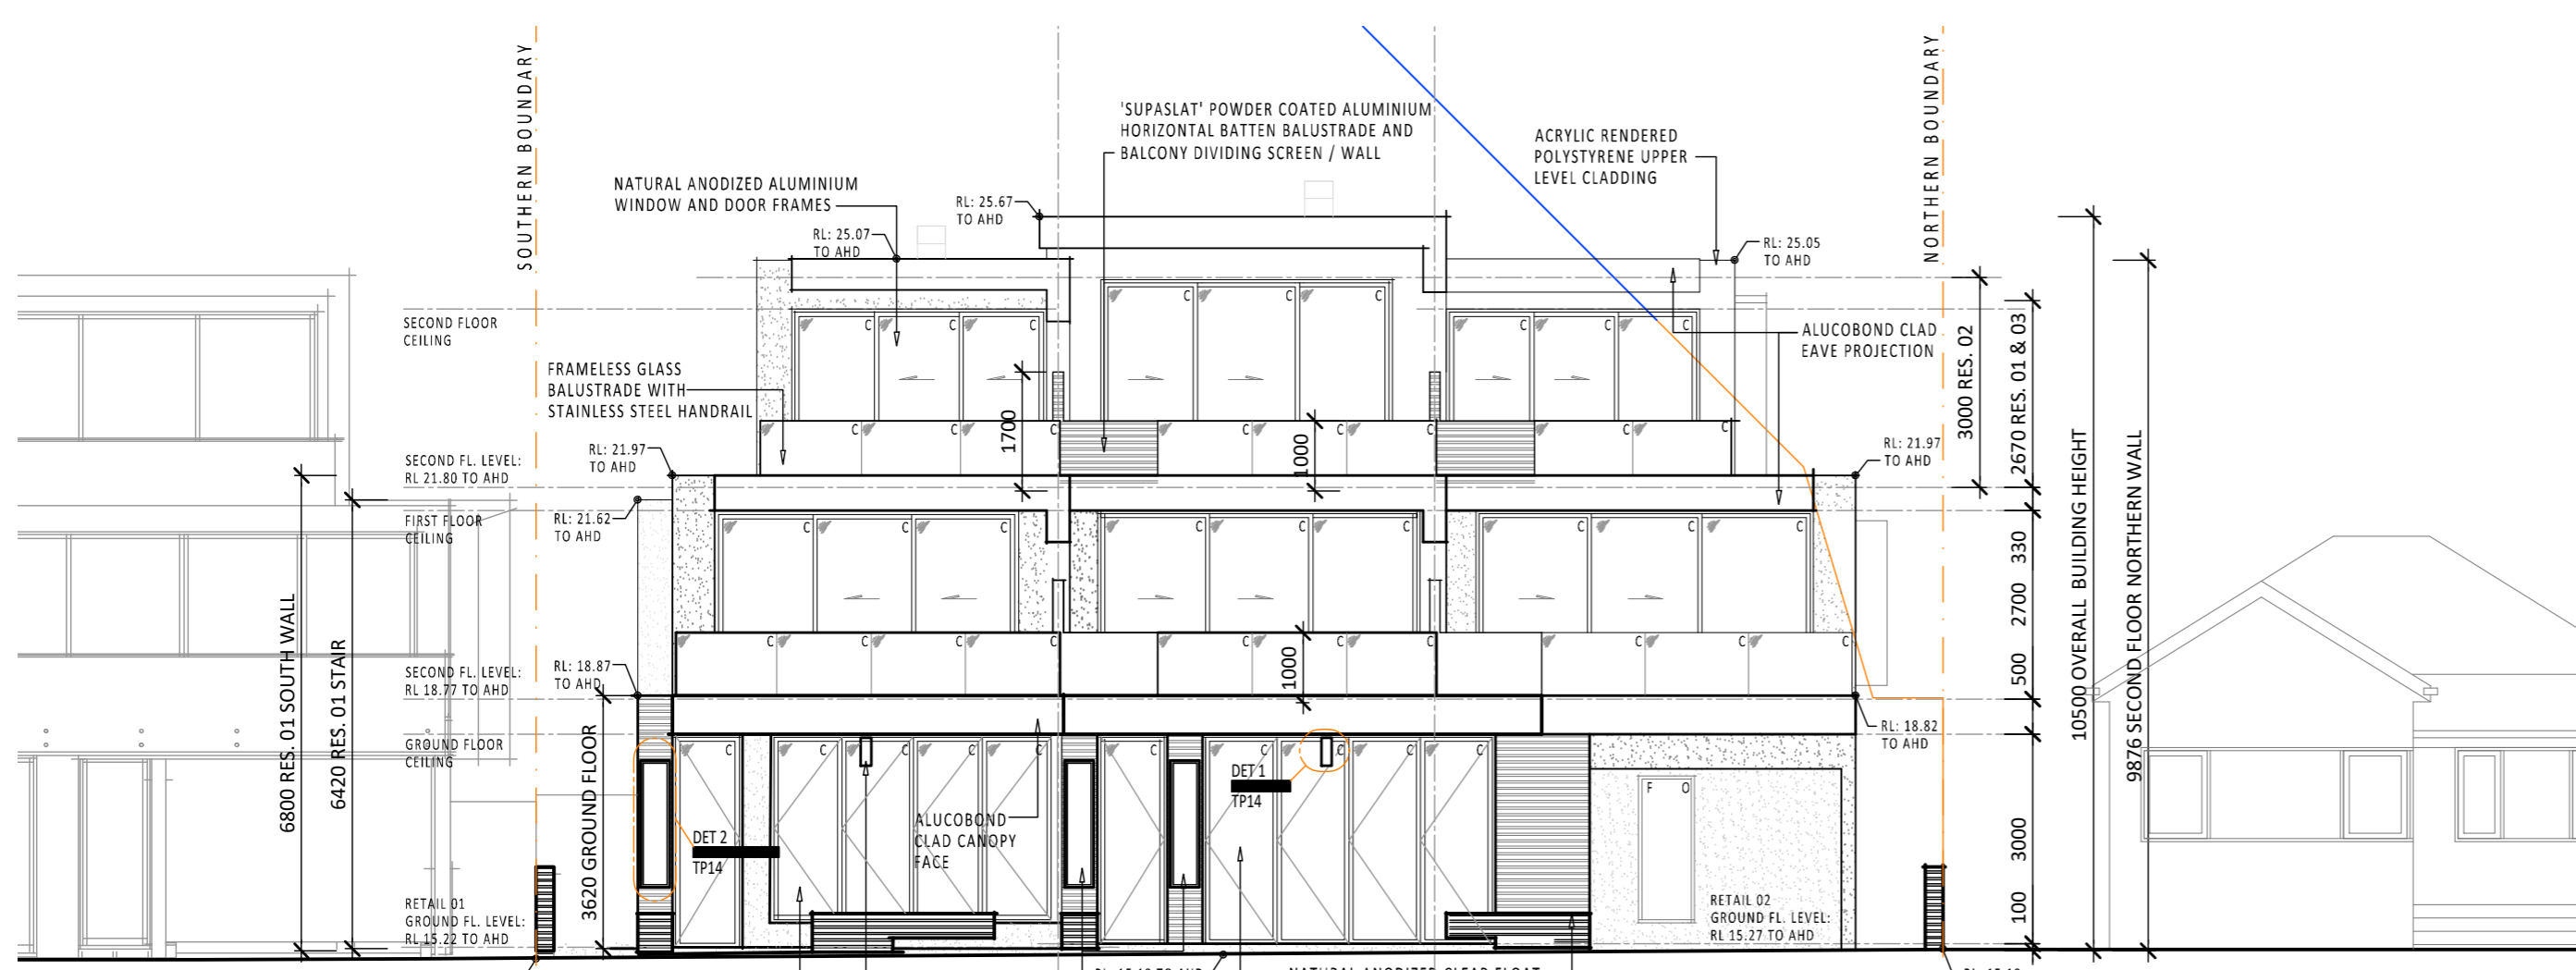 SOUTHERN BOUNDARY
NORTHERN BOUNDARY
'SUPASLAT' POWDER COATED ALUMINIUM
HORIZONTAL BATTEN BALUSTRADE AND
BALCONY DIVIDING SCREEN / WALL
ACRYLIC RENDERED
POLYSTYRENE UPPER
LEVEL CLADDING
NATURAL ANODIZED ALUMINIUM
WINDOW AND DOOR FRAMES
RL: 25.67
TO AHD
RL: 25.07
TO AHD
RL: 25.05
TO AHD
C C C
C C C
C C C
SECOND FLOOR
CEILING
ALUCOBOND CLAD
EAVE PROJECTION
3000 RES. 02
2670 RES. 01 & 03
FRAMELESS GLASS
BALUSTRADE WITH
STAINLESS STEEL HANDRAIL
1700
1000
C C C C C C C C
RL: 21.97
TO AHD
RL: 21.97
TO AHD
SECOND FL. LEVEL:
RL 21.80 TO AHD
FIRST FLOOR
CEILING
RL: 21.62
TO AHD
C C C
C C C
C C C
330
2700
500
3000
100
10500 OVERALL BUILDING HEIGHT
9876 SECOND FLOOR NORTHERN WALL
6800 RES. 01 SOUTH WALL
6420 RES. 01 STAIR
C C C C C C C C C C
1000
SECOND FL. LEVEL:
RL 18.77 TO AHD
RL: 18.87
TO AHD
RL: 18.82
TO AHD
GROUND FLOOR
CEILING
3620 GROUND FLOOR
C C C C C C C C C C
DET 1
TP14
DET 2
TP14
ALUCOBOND
CLAD CANOPY
FACE
F O
RETAIL 01
GROUND FL. LEVEL:
RL 15.22 TO AHD
RETAIL 02
GROUND FL. LEVEL:
RL 15.27 TO AHD
NATURAL ANODIZED CLEAR FLOAT